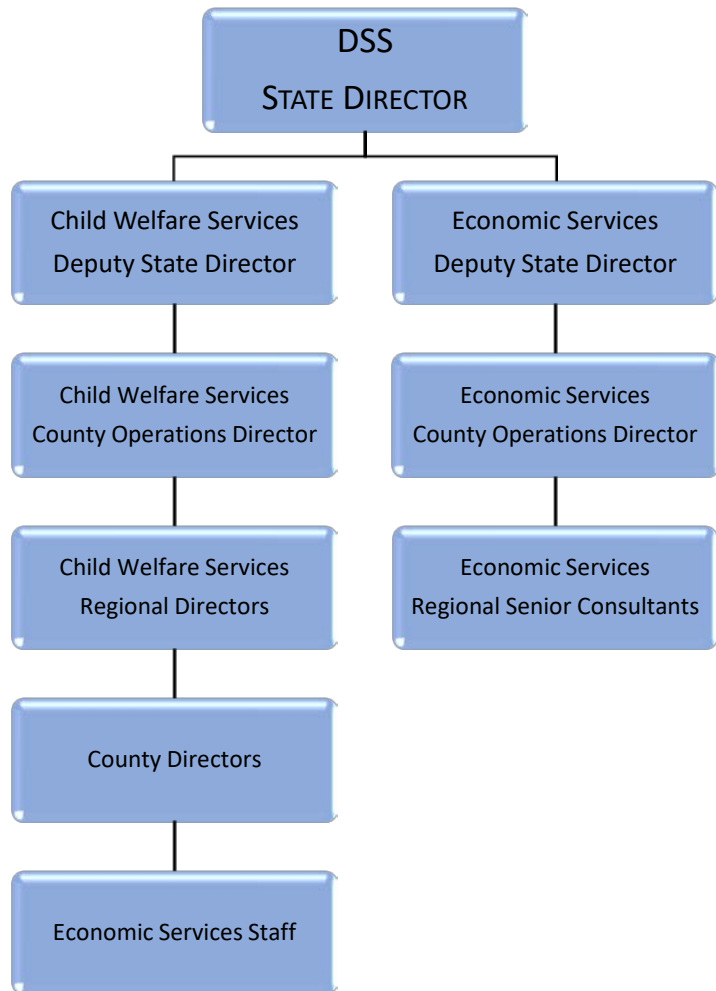 DSS
STATE DIRECTOR
Child Welfare Services
Deputy State Director
Economic Services
Deputy State Director
Child Welfare Services
County Operations Director
Economic Services
County Operations Director
Child Welfare Services
Regional Directors
Economic Services
Regional Senior Consultants
County Directors
Economic Services Staff